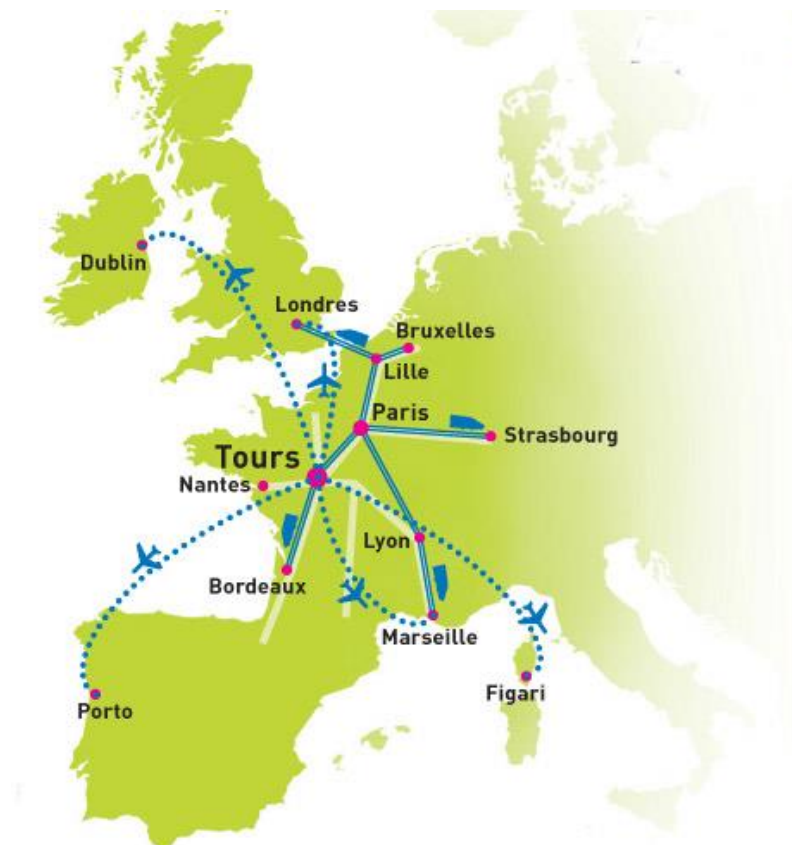 Dublin
Londres
Bruxelles
Lille
Paris
Strasbourg
Tours
Nantes
Lyon
Bordeaux
Marseille
Figari
Porto